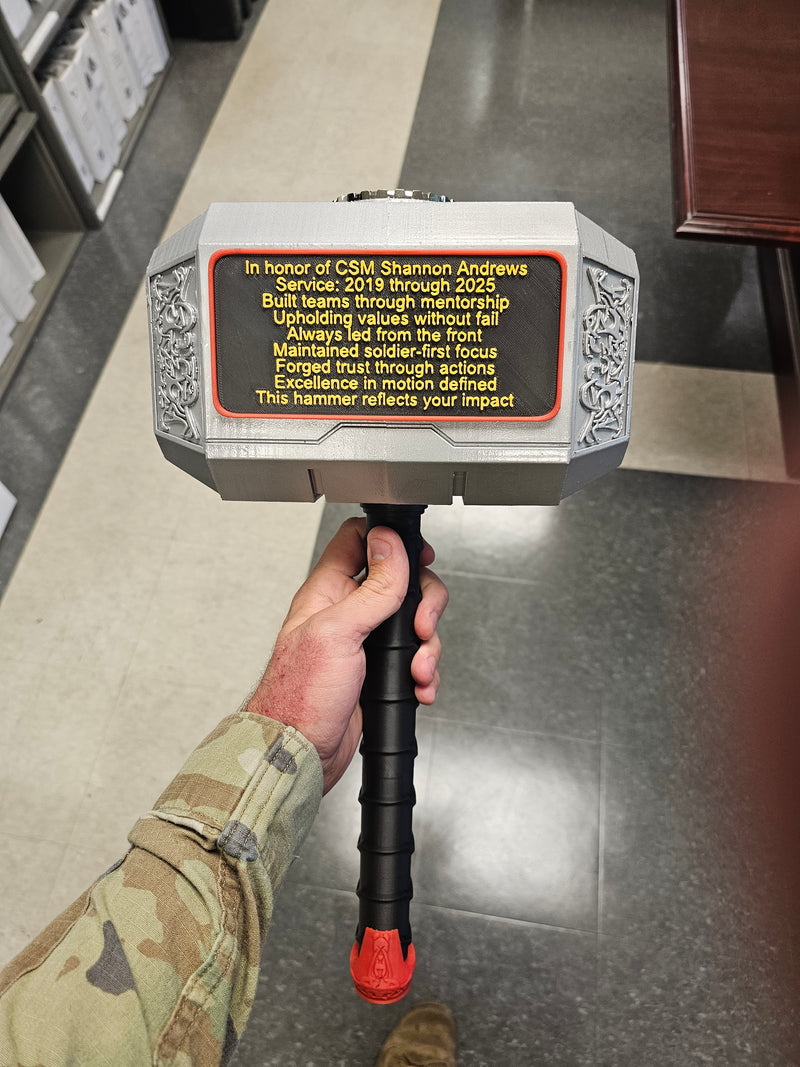 In honor of CSM Shannon Andrews
Service: 2019 through 2025
Built teams through mentorship
Upholding values without fail
Always led from the front
Maintained soldier-first focus
Forged trust through actions
Excellence in motion defined
This hammer reflects your impact